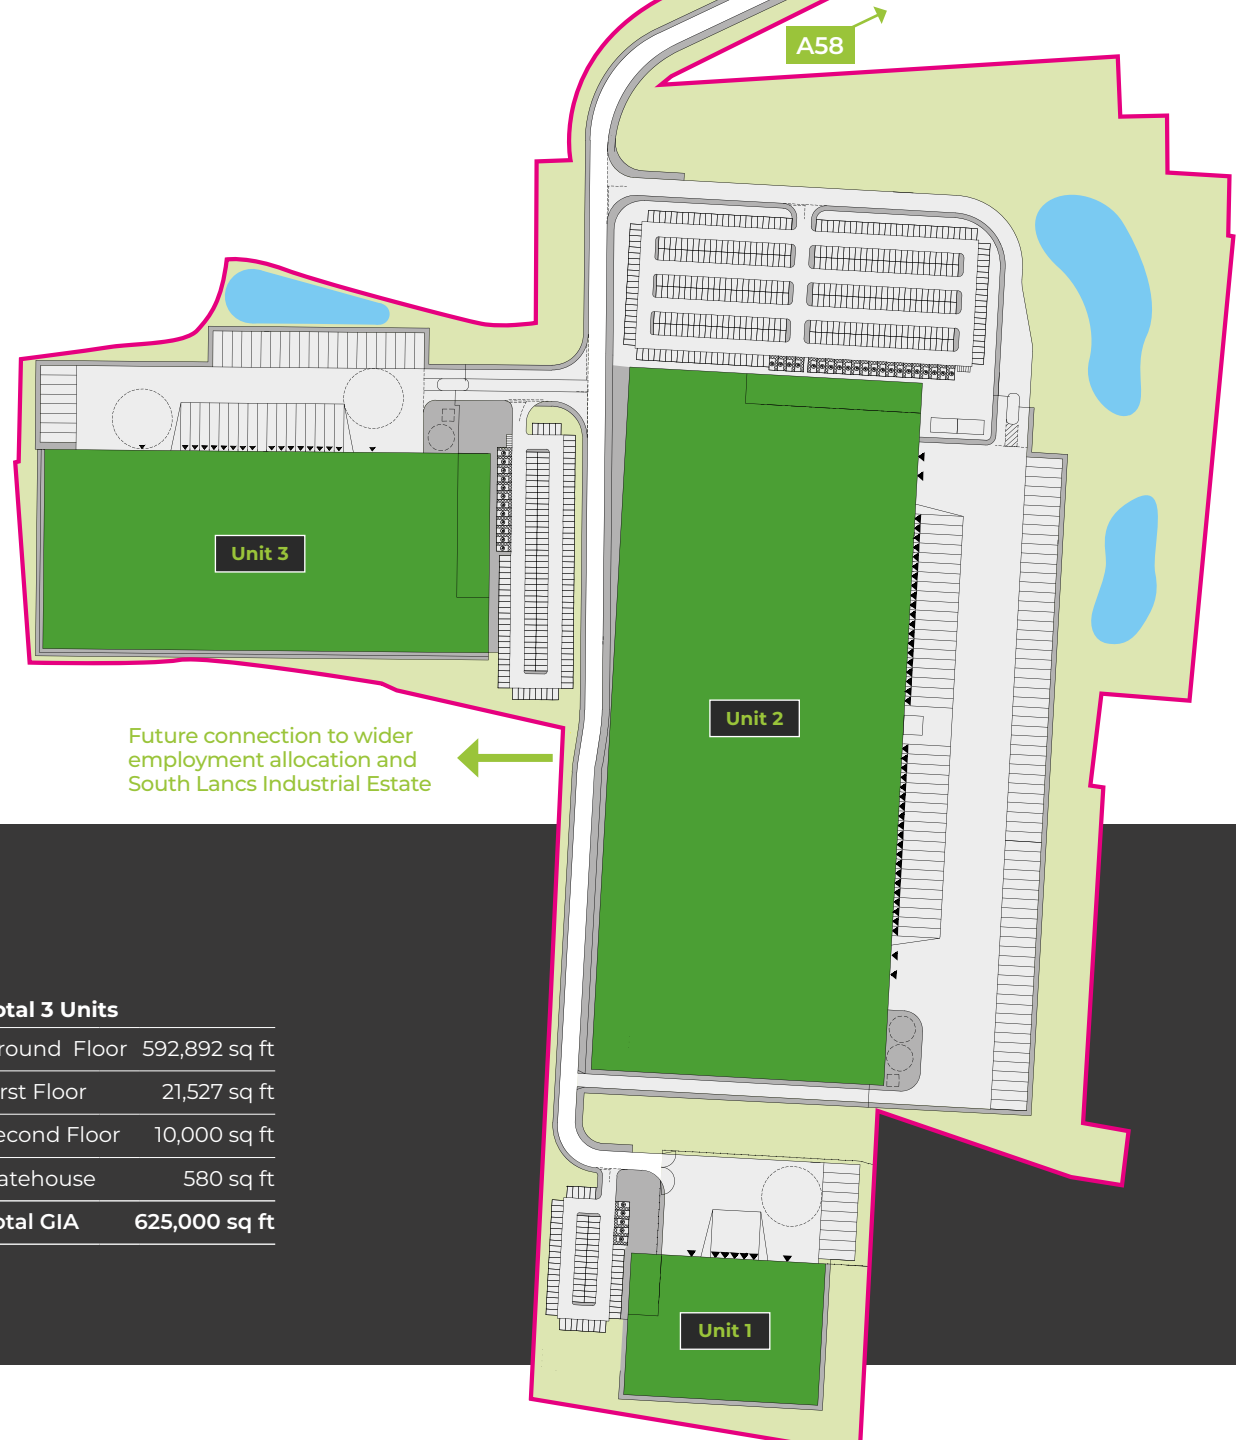 A58
Unit 3
Unit 2
Future connection to wider
employment allocation and
South Lancs Industrial Estate
otal 3 Units
round Floor 592,892 sq ft
rst Floor 21,527 sq ft
econd Floor 10,000 sq ft
atehouse 580 sq ft
otal GIA 625,000 sq ft
Unit 1